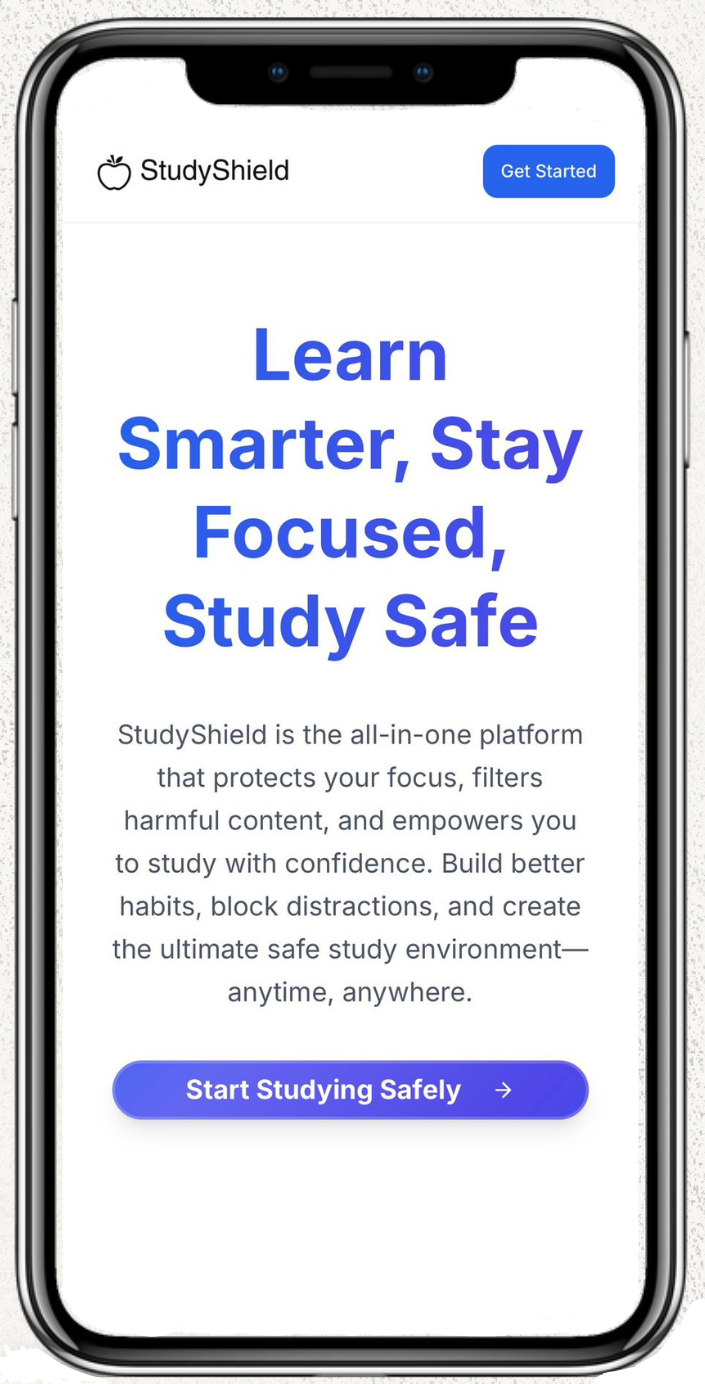 StudyShield
Get Started
Learn
Smarter, Stay
Focused,
Study Safe
StudyShield is the all-in-one platform
that protects your focus, filters
harmful content, and empowers you
to study with confidence. Build better
habits, block distractions, and create
the ultimate safe study environment—
anytime, anywhere.
Start Studying Safely →